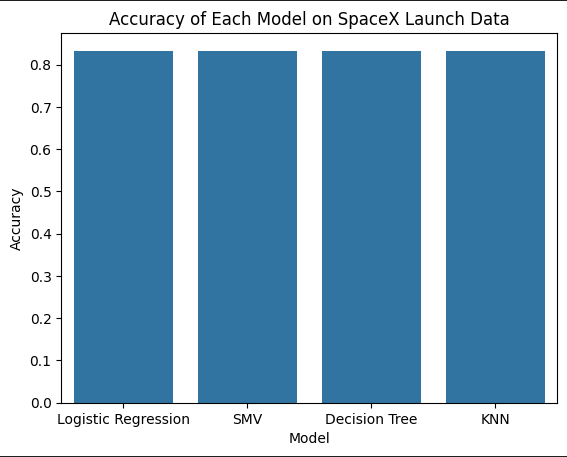 Accuracy of Each Model on SpaceX Launch Data
0.8
0.7
0.6
0.5
0.4
0.3
0.2
0.1
0.0
Accuracy
Logistic Regression SMV Decision Tree KNN
Model